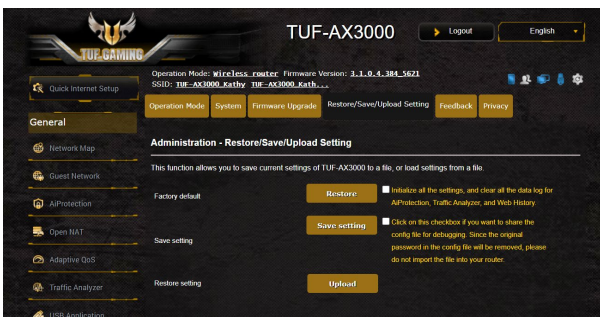 TUF-AX3000
Logout
English
TUF GAMING
Operation Mode: Wireless router Firmware Version: 3.1.0.4.384_5621
SSID: TUF-AX3000_Kathy TUF-AX3000_Kath...
Quick Internet Setup
Operation Mode
System
Firmware Upgrade
Restore/Save/Upload Setting
Feedback
Privacy
General
Network Map
Guest Network
AiProtection
Open NAT
Adaptive QoS
Traffic Analyzer
USB Application
Administration - Restore/Save/Upload Setting
This function allows you to save current settings of TUF-AX3000 to a file, or load settings from a file.
Factory default
Restore
Initialize all the settings, and clear all the data log for
AiProtection, Traffic Analyzer, and Web History.
Save setting
Save setting
Click on this checkbox if you want to share the
config file for debugging. Since the original
password in the config file will be removed, please
do not import the file into your router.
Restore setting
Upload